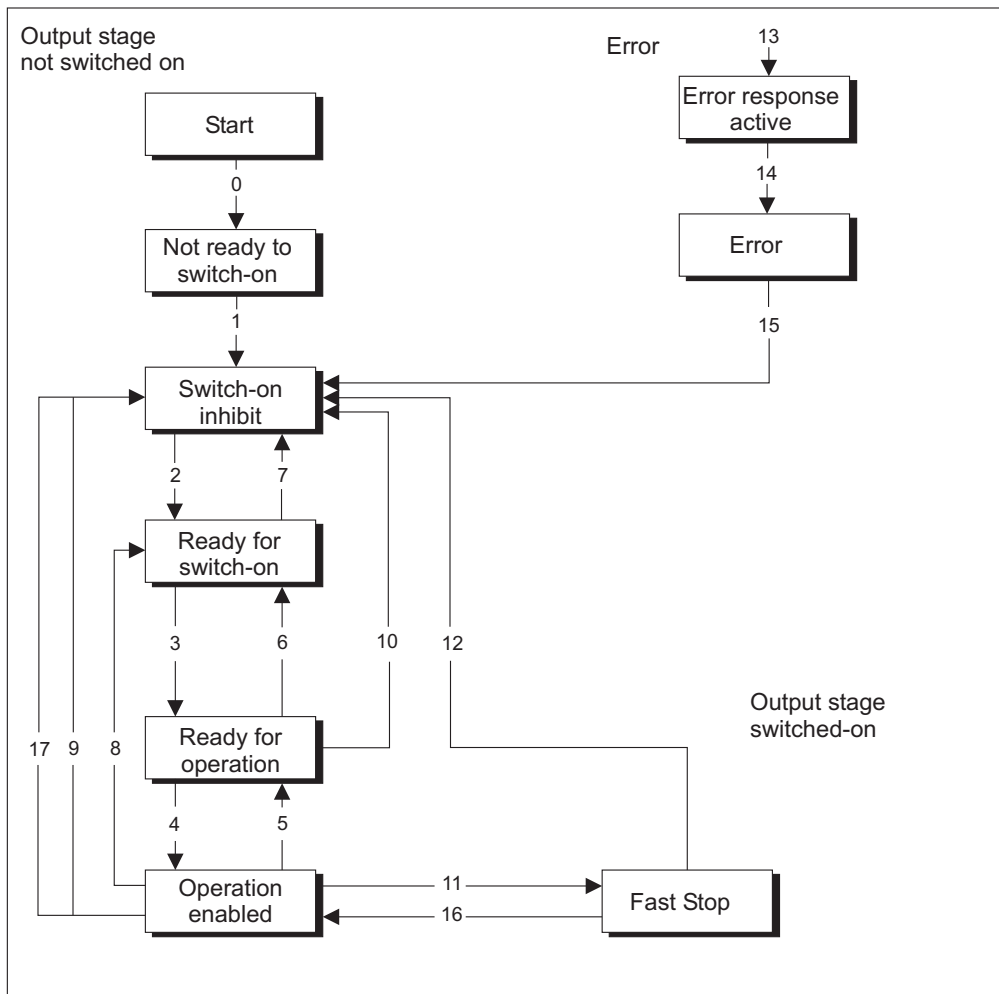 Output stage
not switched on
Error
13
Error response
active
Start
14
0
Not ready to
switch-on
Error
1
15
Switch-on
inhibit
2
7
Ready for
switch-on
3
6
10
12
Output stage
switched-on
Ready for
operation
17
9
8
4
5
Operation
enabled
11
16
Fast Stop